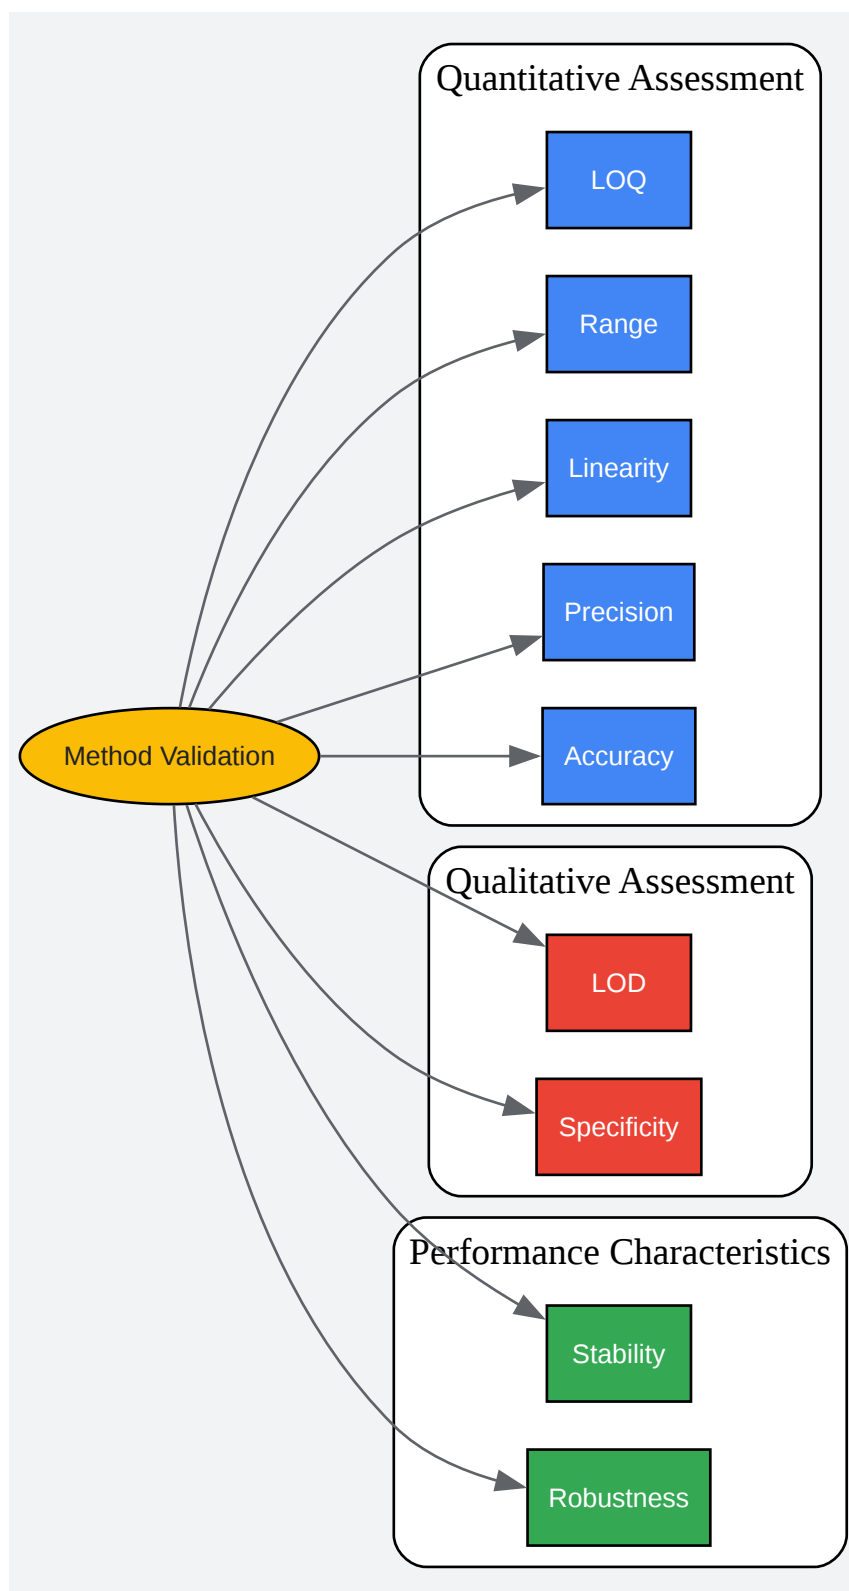 Quantitative Assessment
LOQ
Range
Linearity
Precision
Method Validation
Accuracy
Qualitative Assessment
LOD
Specificity
Performance Characteristics
Stability
Robustness